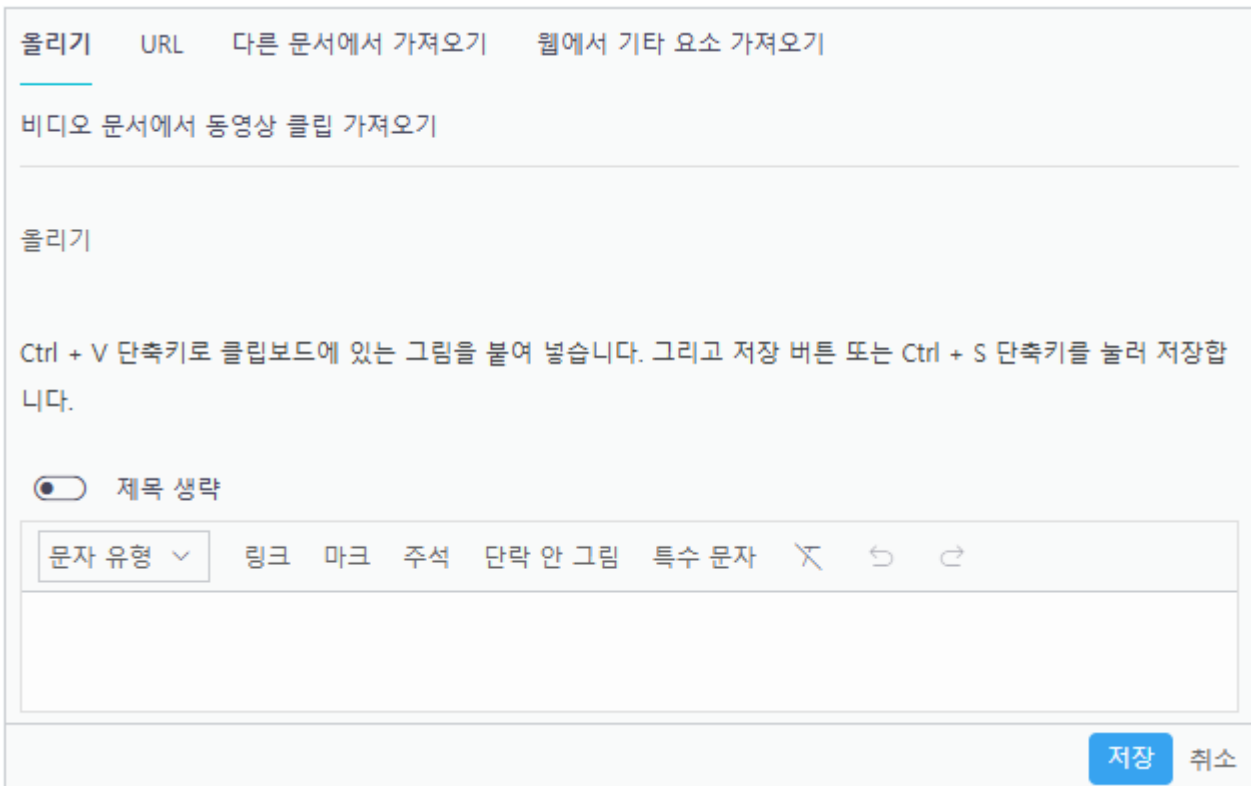 올리기 URL 다른 문서에서 가져오기 웹에서 기타 요소 가져오기
비디오 문서에서 동영상 클립 가져오기
올리기
Ctrl + V 단축키로 클립보드에 있는 그림을 붙여 넣습니다. 그리고 저장 버튼 또는 Ctrl + S 단축키를 눌러 저장합
니다.
제목 생략
문자 유형 링크 마크 주석 단락 안 그림 특수 문자
저장 취소